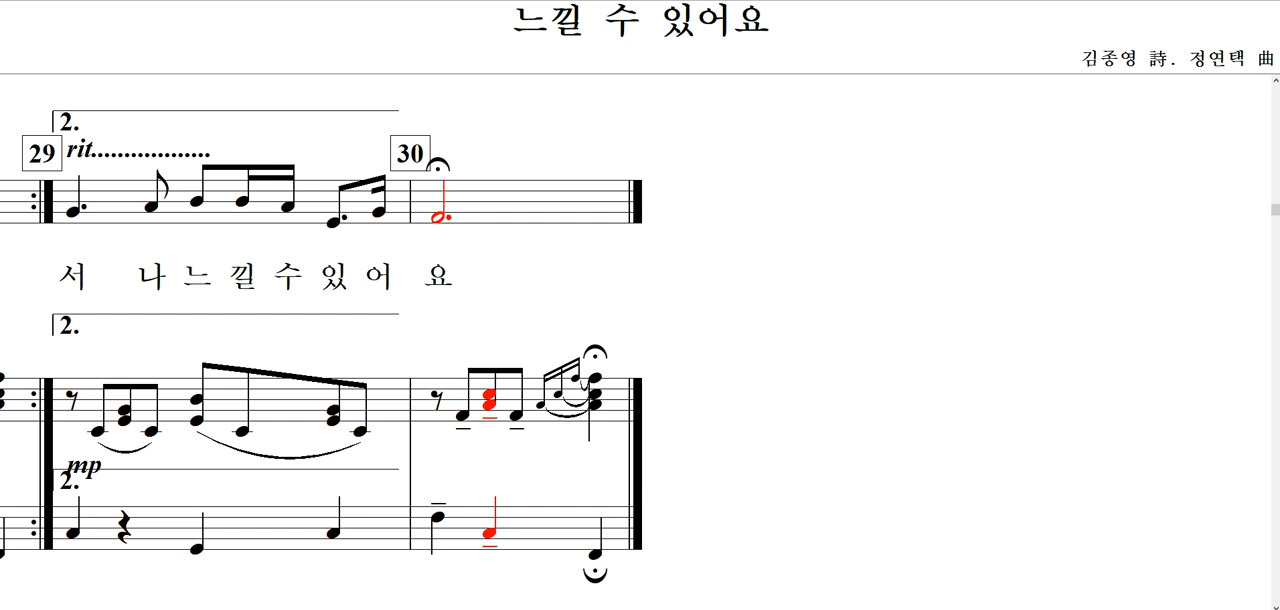 느낄 수 있어요
김종영 詩. 정연택 曲
2.
29 rit.................. 30
서 나 느 낄 수 있 어 요
2.
mp
2.